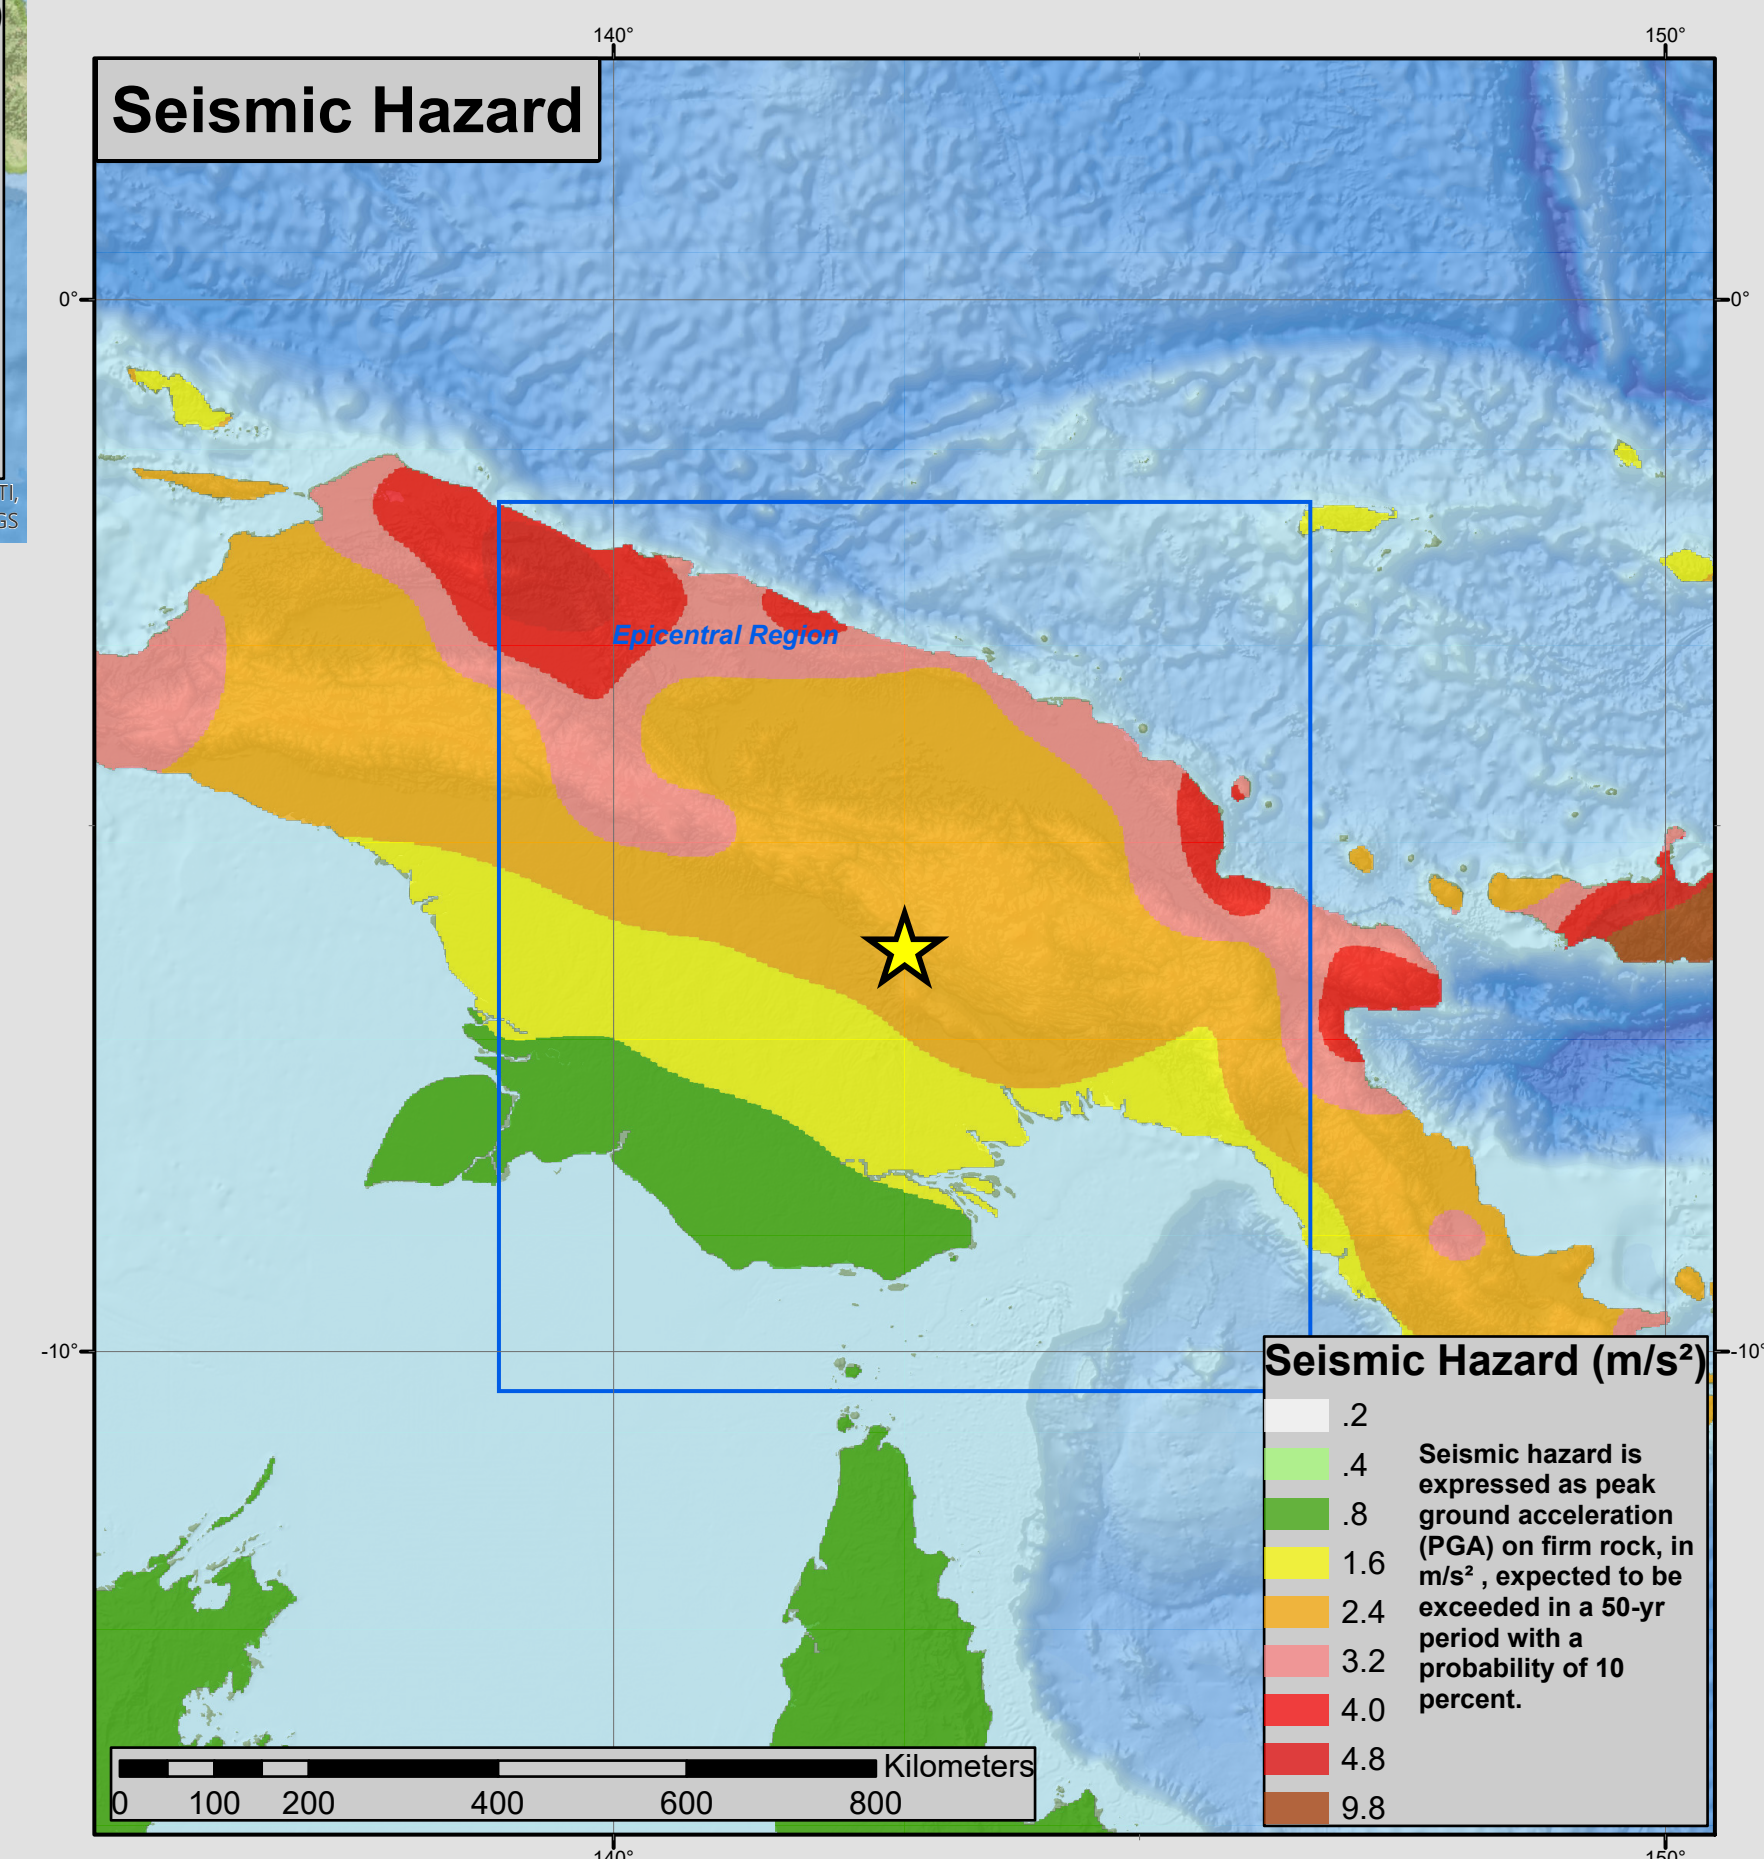 140°
150°
Seismic Hazard
0°
0°
TI,
GS
Epicentral Region
-10°
-10°
Seismic Hazard (m/s²)
.2
.4
.8
1.6
2.4
3.2
4.0
4.8
9.8
Seismic hazard is
expressed as peak
ground acceleration
(PGA) on firm rock, in
m/s² , expected to be
exceeded in a 50-yr
period with a
probability of 10
percent.
Kilometers
0 100 200 400 600 800
140°
150°